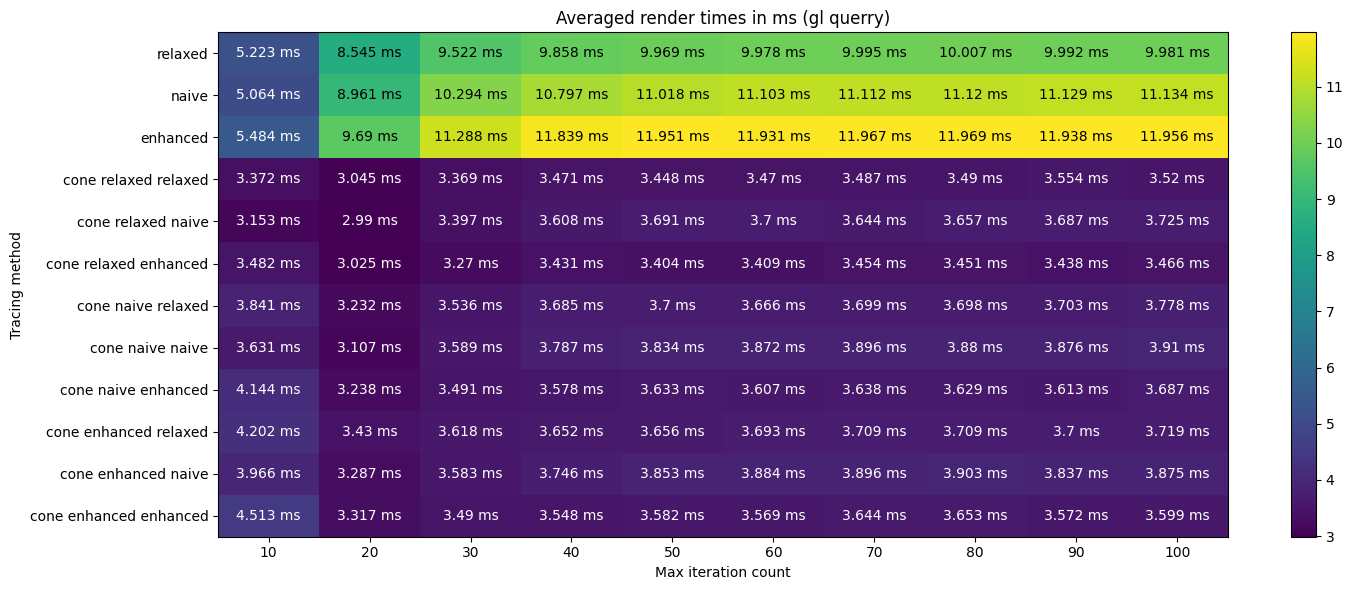 Averaged render times in ms (gl querry)
relaxed 5.223 ms 8.545 ms 9.522 ms 9.858 ms 9.969 ms 9.978 ms 9.995 ms 10.007 ms 9.992 ms 9.981 ms
naive 5.064 ms 8.961 ms 10.294 ms 10.797 ms 11.018 ms 11.103 ms 11.112 ms 11.12 ms 11.129 ms 11.134 ms
enhanced 5.484 ms 9.69 ms 11.288 ms 11.839 ms 11.951 ms 11.931 ms 11.967 ms 11.969 ms 11.938 ms 11.956 ms
cone relaxed relaxed 3.372 ms 3.045 ms 3.369 ms 3.471 ms 3.448 ms 3.47 ms 3.487 ms 3.49 ms 3.554 ms 3.52 ms
cone relaxed naive 3.153 ms 2.99 ms 3.397 ms 3.608 ms 3.691 ms 3.7 ms 3.644 ms 3.657 ms 3.687 ms 3.725 ms
cone relaxed enhanced 3.482 ms 3.025 ms 3.27 ms 3.431 ms 3.404 ms 3.409 ms 3.454 ms 3.451 ms 3.438 ms 3.466 ms
cone naive relaxed 3.841 ms 3.232 ms 3.536 ms 3.685 ms 3.7 ms 3.666 ms 3.699 ms 3.698 ms 3.703 ms 3.778 ms
cone naive naive 3.631 ms 3.107 ms 3.589 ms 3.787 ms 3.834 ms 3.872 ms 3.896 ms 3.88 ms 3.876 ms 3.91 ms
cone naive enhanced 4.144 ms 3.238 ms 3.491 ms 3.578 ms 3.633 ms 3.607 ms 3.638 ms 3.629 ms 3.613 ms 3.687 ms
cone enhanced relaxed 4.202 ms 3.43 ms 3.618 ms 3.652 ms 3.656 ms 3.693 ms 3.709 ms 3.709 ms 3.7 ms 3.719 ms
cone enhanced naive 3.966 ms 3.287 ms 3.583 ms 3.746 ms 3.853 ms 3.884 ms 3.896 ms 3.903 ms 3.837 ms 3.875 ms
cone enhanced enhanced 4.513 ms 3.317 ms 3.49 ms 3.548 ms 3.582 ms 3.569 ms 3.644 ms 3.653 ms 3.572 ms 3.599 ms
10 20 30 40 50 60 70 80 90 100
Max iteration count
Tracing method
11
10
9
8
7
6
5
4
3